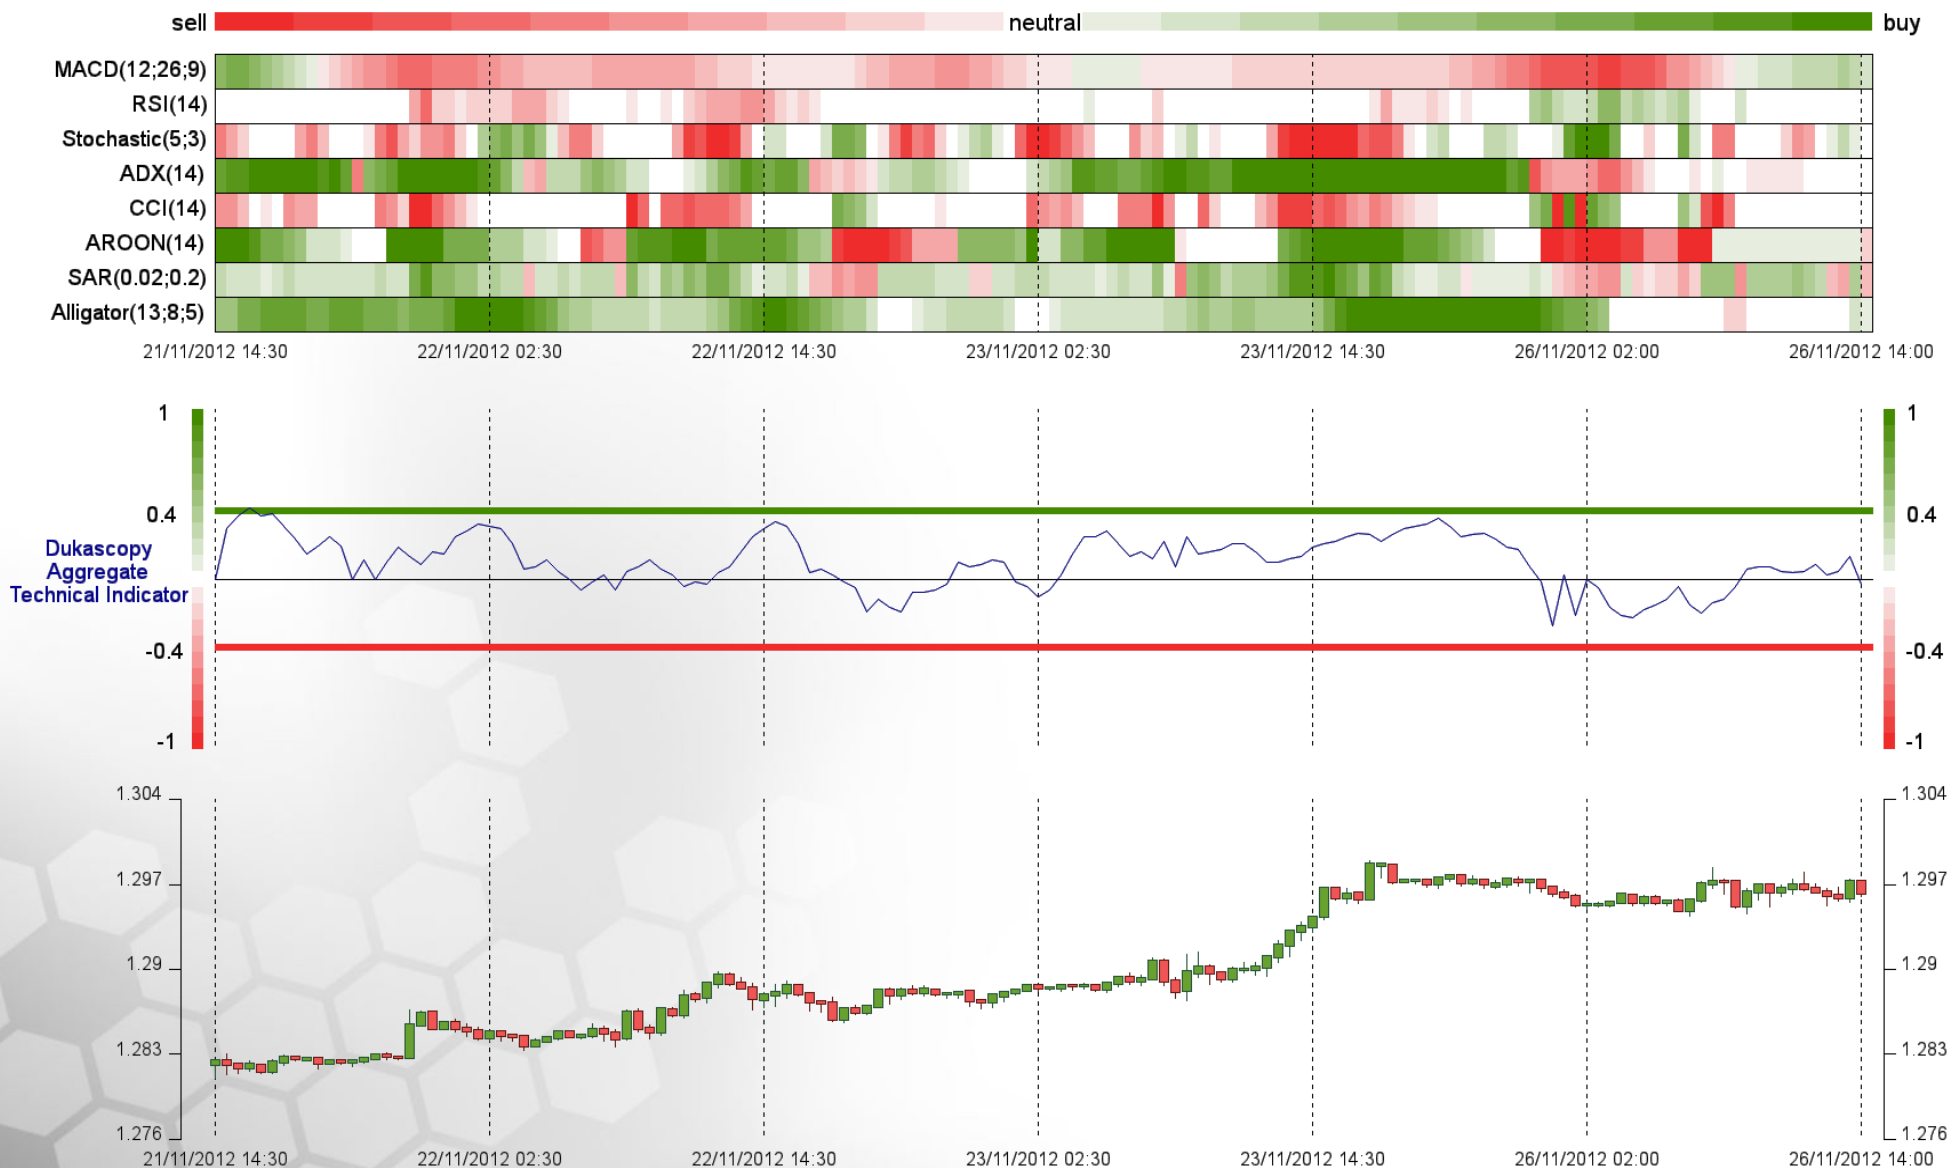 sell neutral buy
MACD(12;26;9)
RSI(14)
Stochastic(5;3)
ADX(14)
CCI(14)
AROON(14)
SAR(0.02;0.2)
Alligator(13;8;5)
21/11/2012 14:30 22/11/2012 02:30 22/11/2012 14:30 23/11/2012 02:30 23/11/2012 14:30 26/11/2012 02:00 26/11/2012 14:00
1 1
0.4 0.4
Dukascopy
Aggregate
Technical Indicator
-0.4 -0.4
-1 -1
1.304 1.304
1.297 1.297
1.29 1.29
1.283 1.283
1.276 1.276
21/11/2012 14:30 22/11/2012 02:30 22/11/2012 14:30 23/11/2012 02:30 23/11/2012 14:30 26/11/2012 02:00 26/11/2012 14:00